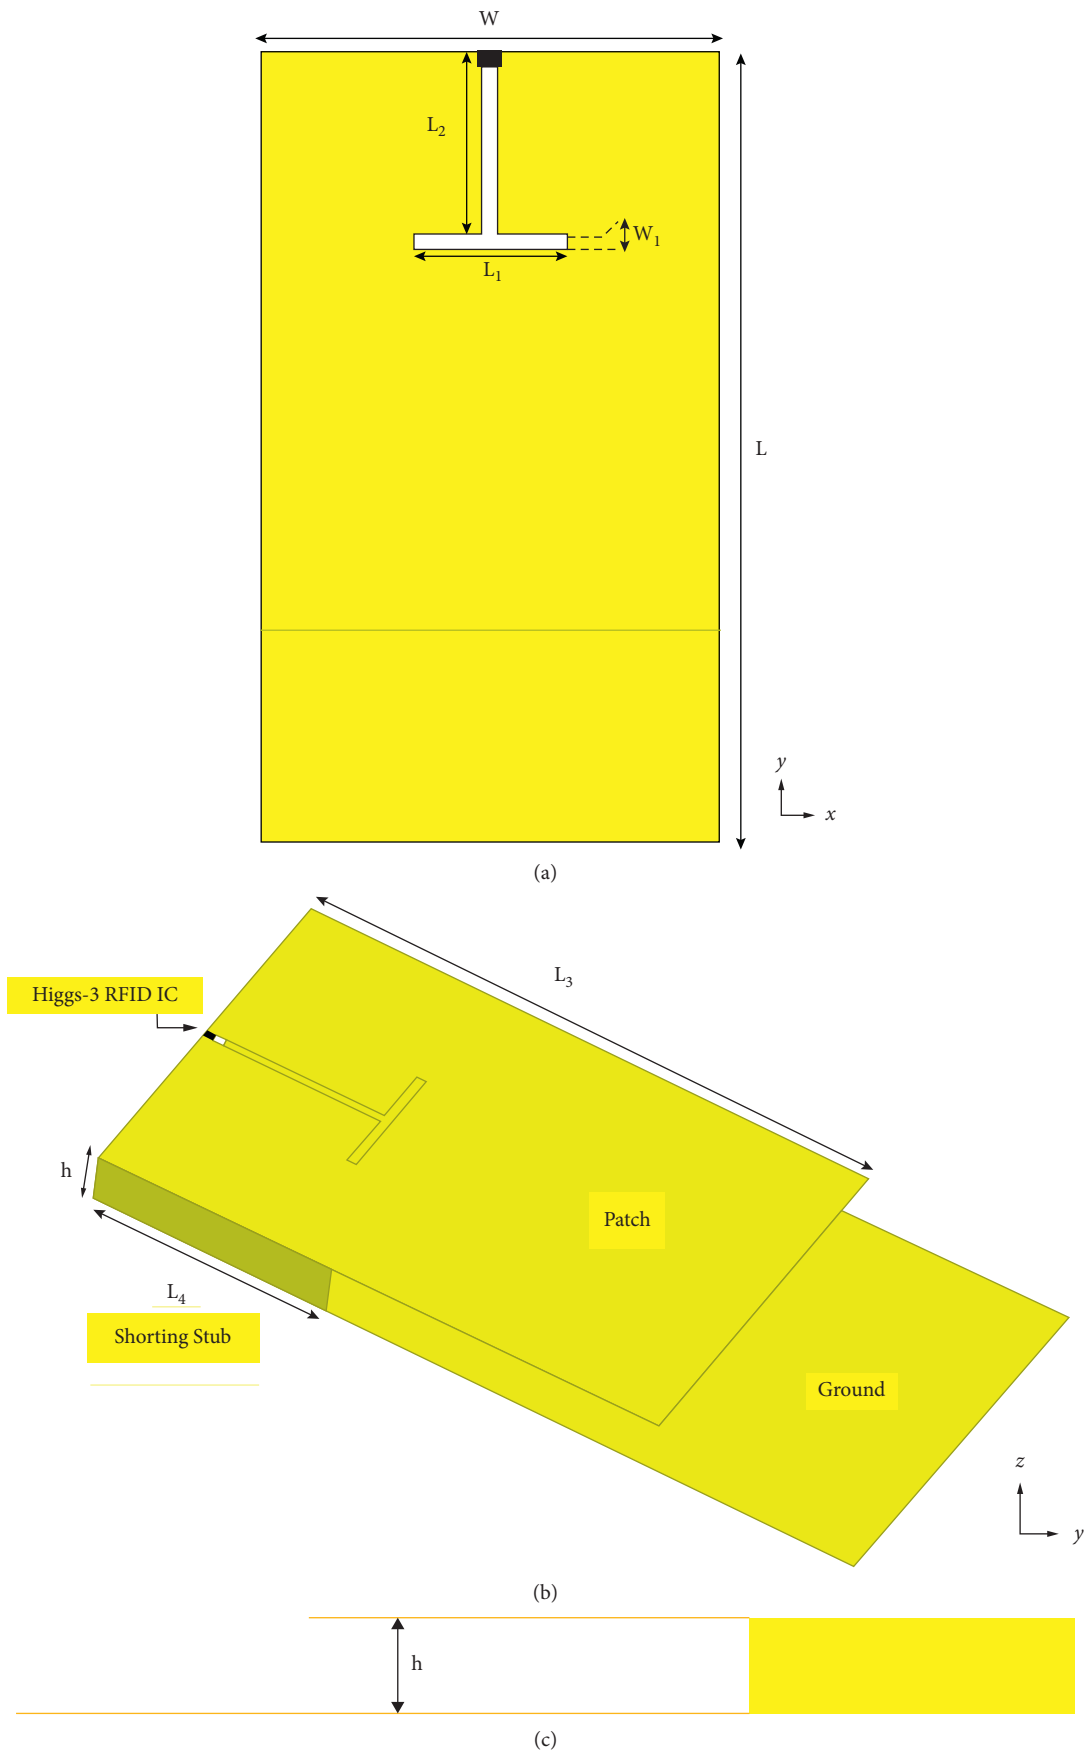 W
L2
W1
L1
L
y
x
(a)
L3
Higgs-3 RFID IC
h
Patch
L4
Shorting Stub
Ground
z
y
(b)
h
(c)